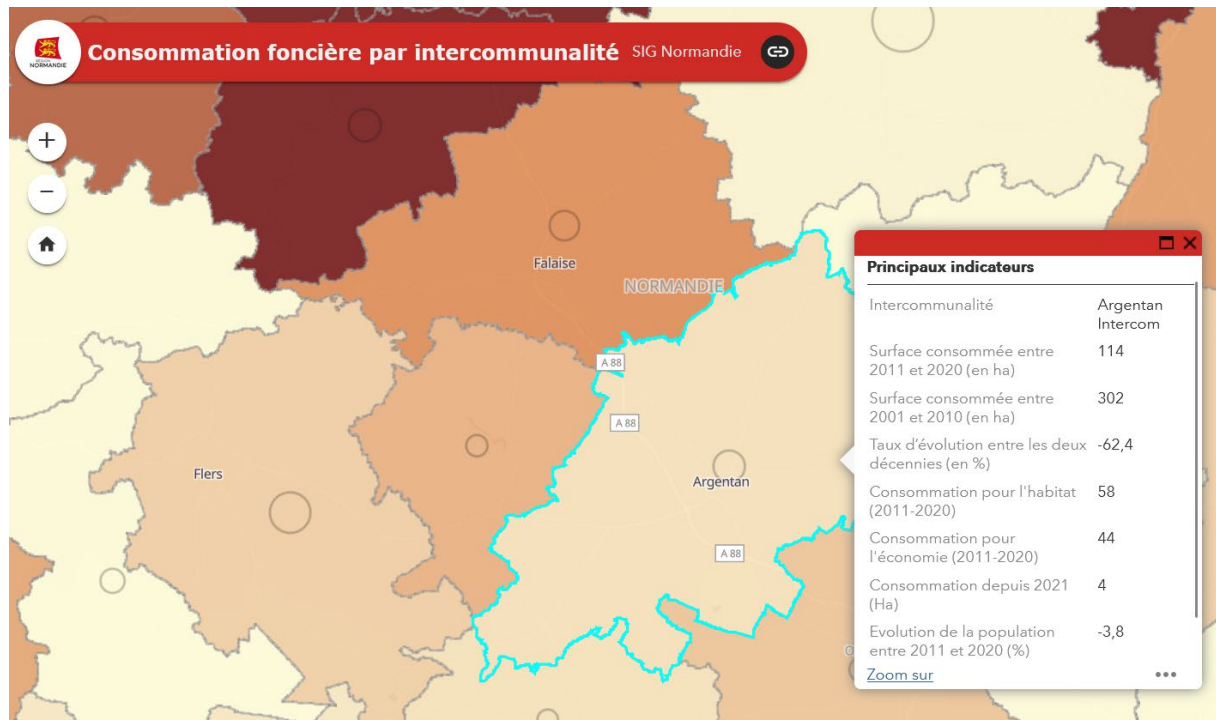 RÉGION
NORMANDIE
Consommation foncière par intercommunalité SIG Normandie
+
−
Falaise
NORMANDIE
A 88
A 88
Flers
Argentan
A 88
Principaux indicateurs
Intercommunalité Argentan
Intercom
Surface consommée entre 114
2011 et 2020 (en ha)
Surface consommée entre 302
2001 et 2010 (en ha)
Taux d’évolution entre les deux -62,4
décennies (en %)
Consommation pour l'habitat 58
(2011-2020)
Consommation pour 44
l'économie (2011-2020)
Consommation depuis 2021 4
(Ha)
Evolution de la population -3,8
entre 2011 et 2020 (%)
Zoom sur